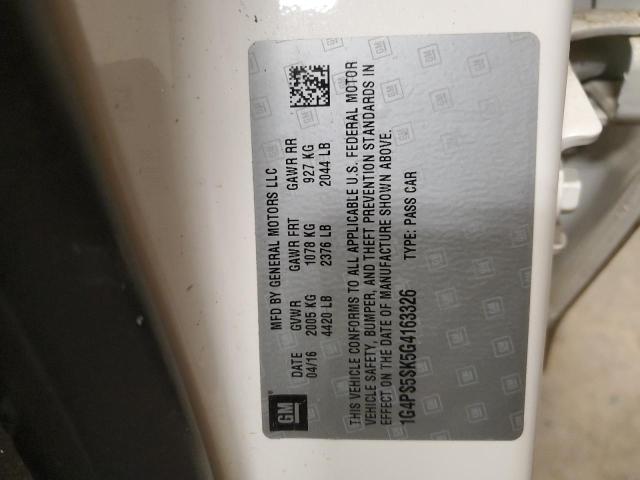 GM
MFD BY GENERAL MOTORS LLC
DATE GVWR GAWR FRT GAWR RR
04/16 2005 KG 1078 KG 927 KG
4420 LB 2376 LB 2044 LB
THIS VEHICLE CONFORMS TO ALL APPLICABLE U.S. FEDERAL MOTOR
VEHICLE SAFETY, BUMPER, AND THEFT PREVENTION STANDARDS IN
EFFECT ON THE DATE OF MANUFACTURE SHOWN ABOVE.
1G4PS5SK5G4163326 TYPE: PASS CAR